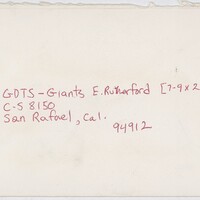 GDTS - Giants E. Rutherford [7-9 x 2
C-S 8150
San Rafael, Cal.
94912